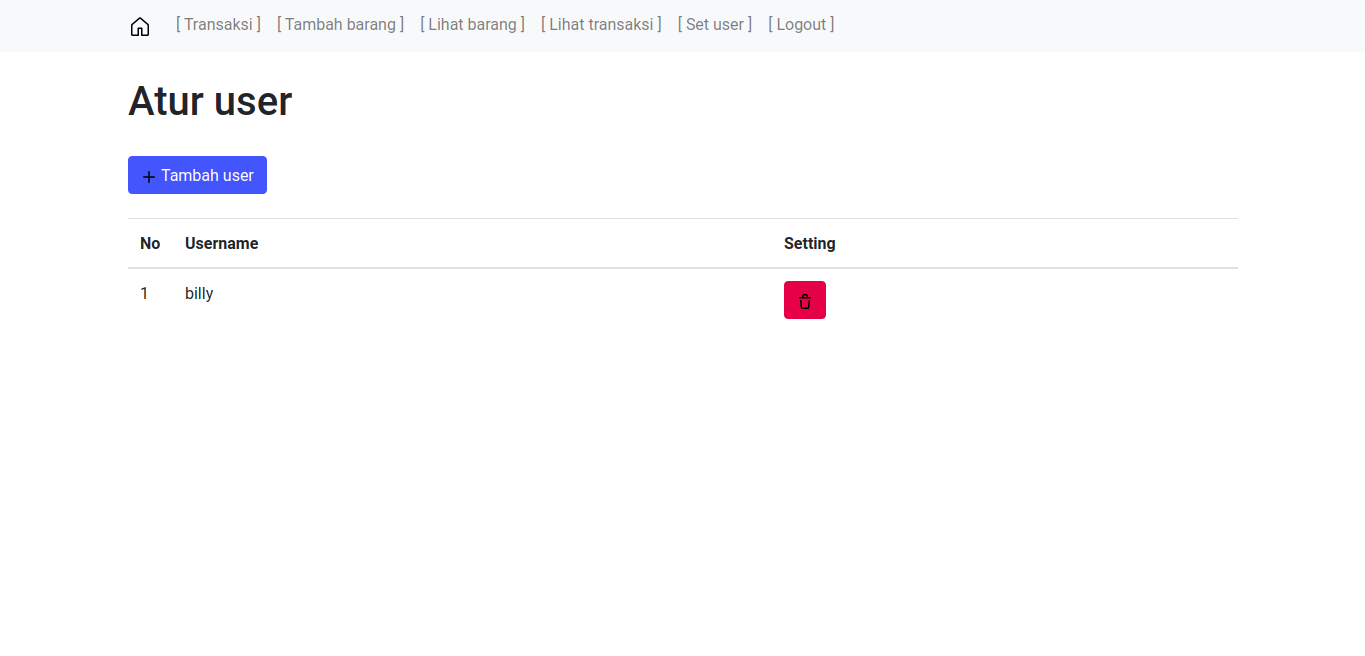 [ Transaksi ] [ Tambah barang ] [ Lihat barang ] [ Lihat transaksi ] [ Set user ] [ Logout ]
Atur user
+ Tambah user
No Username Setting
1 billy